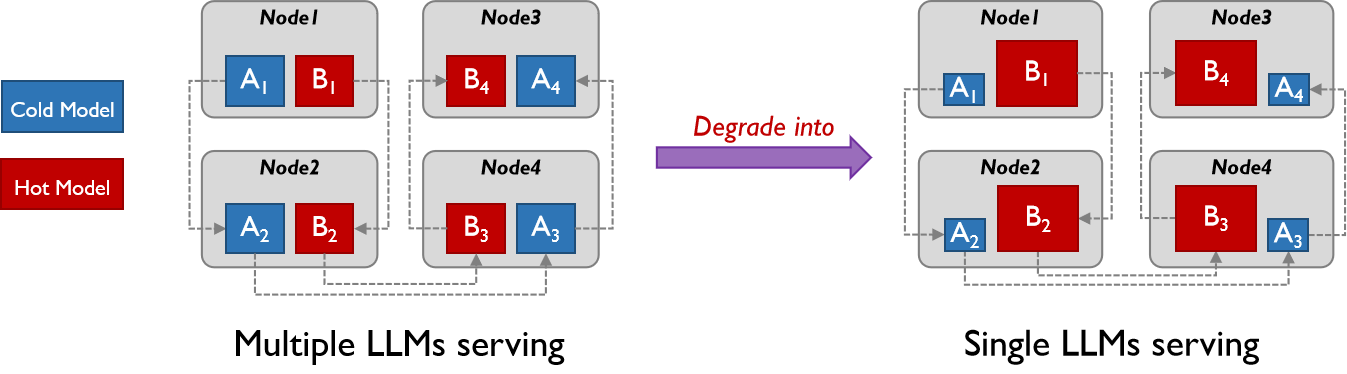 Cold Model
Hot Model
Node1
A1
B1
Node3
B4
A4
Node2
A2
B2
Node4
B3
A3
Multiple LLMs serving
Degrade into
Node1
A1
B1
Node3
B4
A4
Node2
A2
B2
Node4
B3
A3
Single LLMs serving